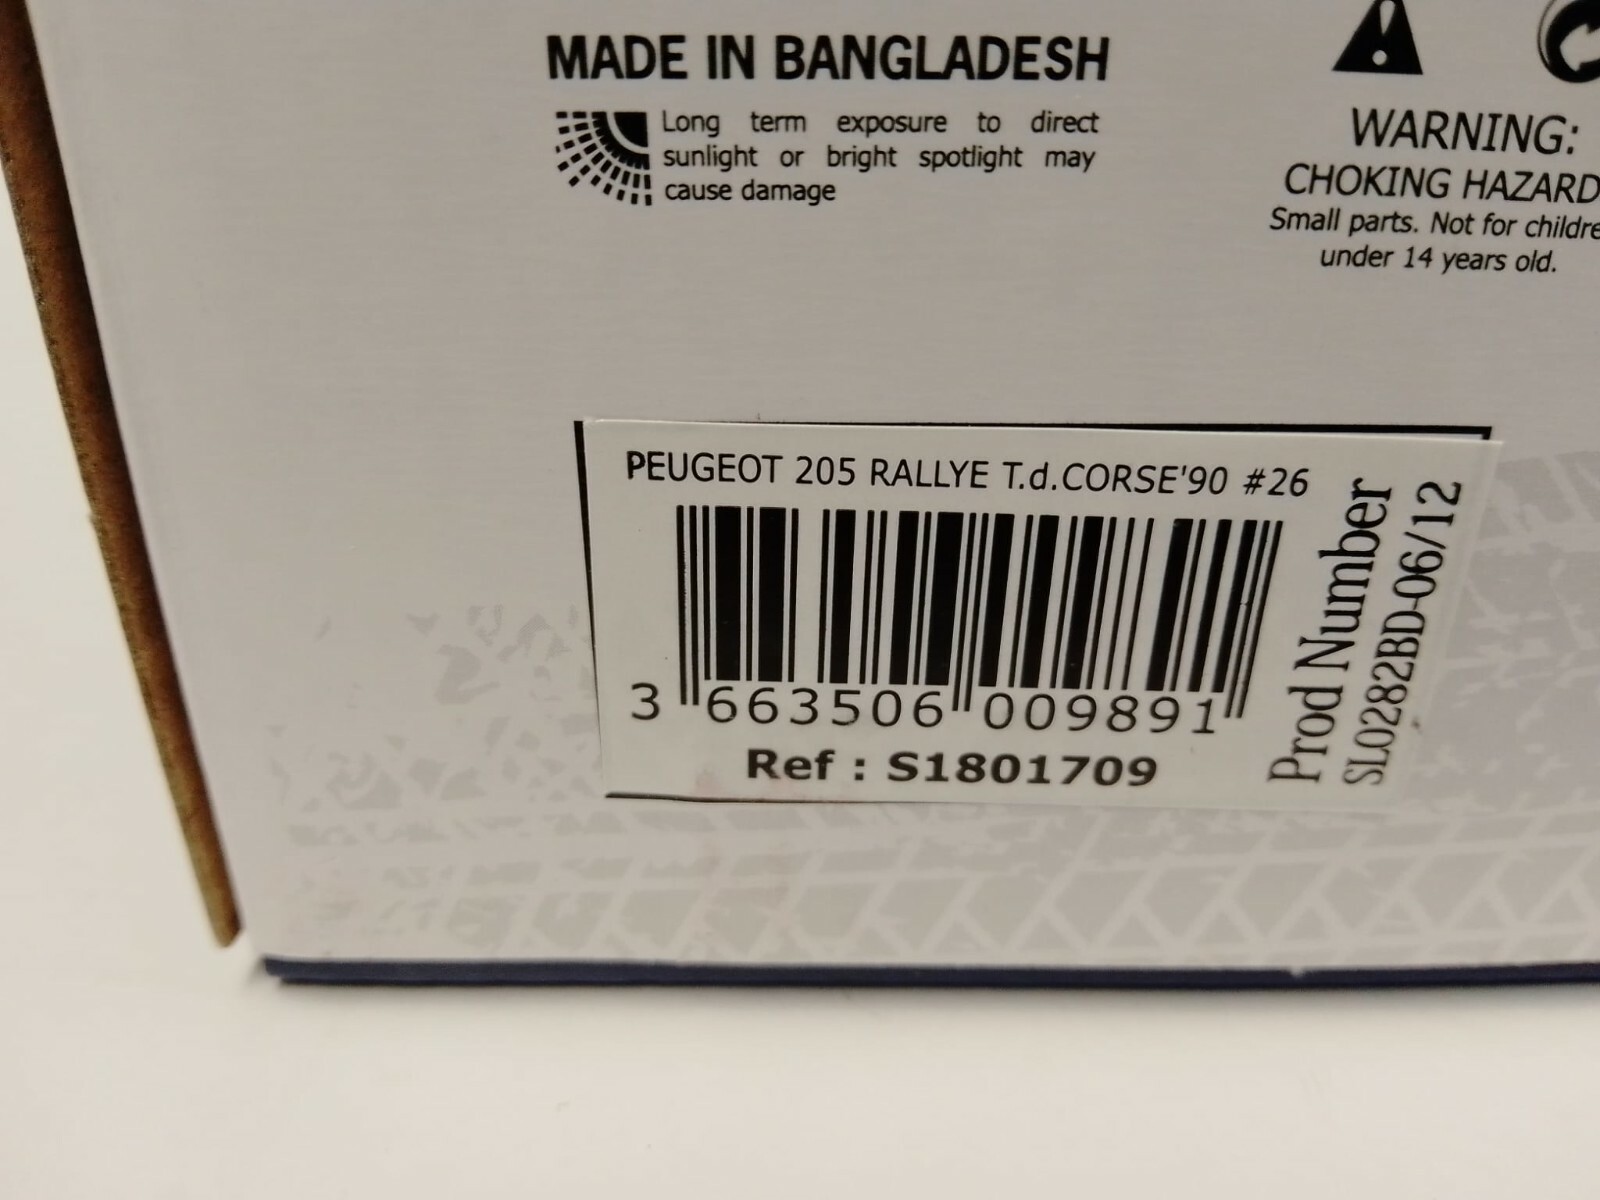 MADE IN BANGLADESH
Long term exposure to direct
sunlight or bright spotlight may
cause damage
WARNING:
CHOKING HAZARD
Small parts. Not for childre
under 14 years old.
PEUGEOT 205 RALLYE T.d.CORSE'90 #26
3 663506 009891
Ref : S1801709
Prod Number
SL0282BD-06/12